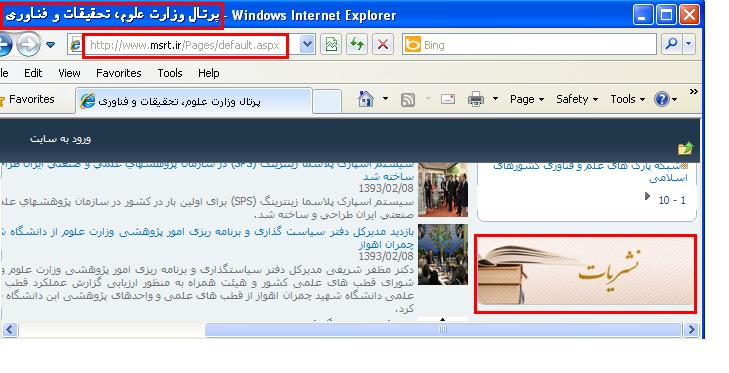 پرتال وزارت علوم، تحقیقات و فناوری - Windows Internet Explorer
http://www.msrt.ir/Pages/default.aspx
Bing
Edit View Favorites Tools Help
Favorites
پرتال وزارت علوم، تحقیقات و فناوری
Page Safety Tools
ورود به سایت
سیستم اسپارک پلاسما زینترینگ (SPS) در سازمان پژوهشهای علمی و صنعتی ایران
ساخته شد
1393/02/08
سیستم اسپارک پلاسما زینترینگ (SPS) برای اولین بار در کشور در سازمان پژوهشهای
صنعتی ایران طراحی و ساخته شد.
بازدید مدیرکل دفتر سیاست گذاری و برنامه ریزی امور پژوهشی وزارت علوم از دانشگاه
چمران اهواز
1393/02/08
دکتر مظفر شریفی مدیرکل دفتر سیاستگذاری و برنامه ریزی امور پژوهشی وزارت علوم و
شورای قطب های علمی کشور و هیئت همراه به منظور ارزیابی گزارش عملکرد قطب
علمی دانشگاه شهید چمران اهواز از قطب های علمی و واحدهای پژوهشی این دانشگاه
کرد.
شبکه پارک های علم و فناوری کشورهای
اسلامی
1 - 10
نشریات